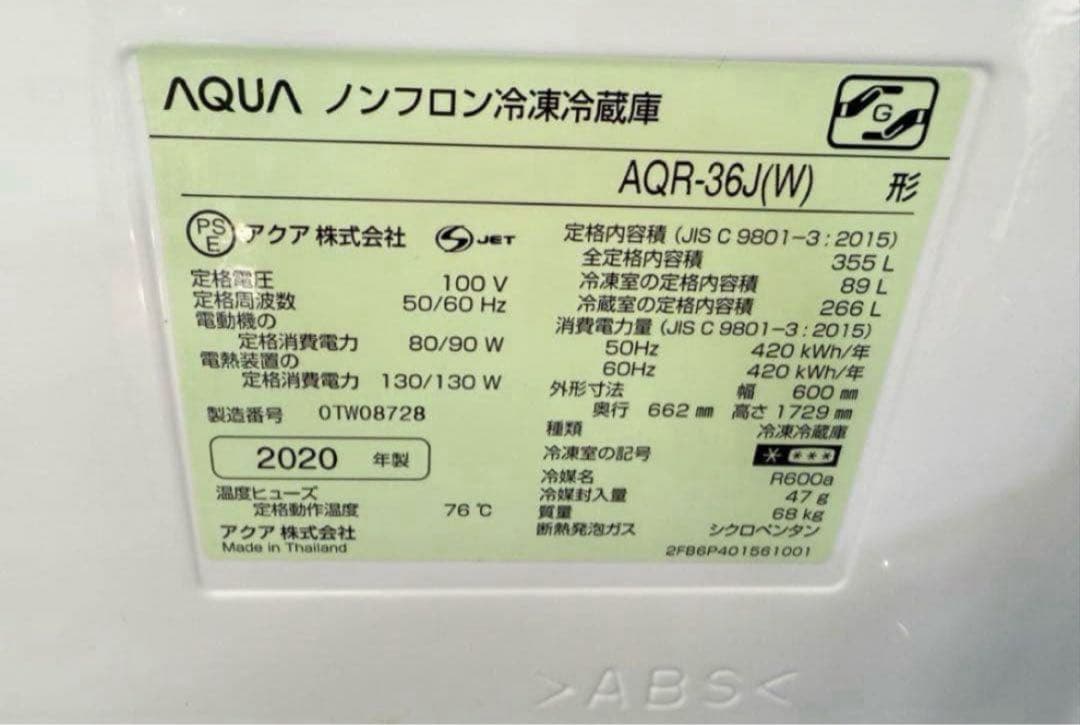 AQUA ノンフロン冷凍冷蔵庫
G
AQR-36J(W) 形
PSE アクア 株式会社 S JET
定格電圧 100 V
定格周波数 50/60 Hz
電動機の
定格消費電力 80/90 W
電熱装置の
定格消費電力 130/130 W
製造番号 0TW08728
2020 年製
温度ヒューズ
定格動作温度 76 ℃
アクア 株式会社
Made in Thailand
定格内容積 (JIS C 9801-3 : 2015)
全定格内容積 355 L
冷凍室の定格内容積 89 L
冷蔵室の定格内容積 266 L
消費電力量 (JIS C 9801-3 : 2015)
50Hz 420 kWh/年
60Hz 420 kWh/年
外形寸法 幅 600 ㎜
奥行 662 ㎜ 高さ 1729 ㎜
種類 冷凍冷蔵庫
冷凍室の記号 * ***
冷媒名 R600a
冷媒封入量 47 g
質量 68 kg
断熱発泡ガス シクロペンタン
2FB6P401561001
>ABS<